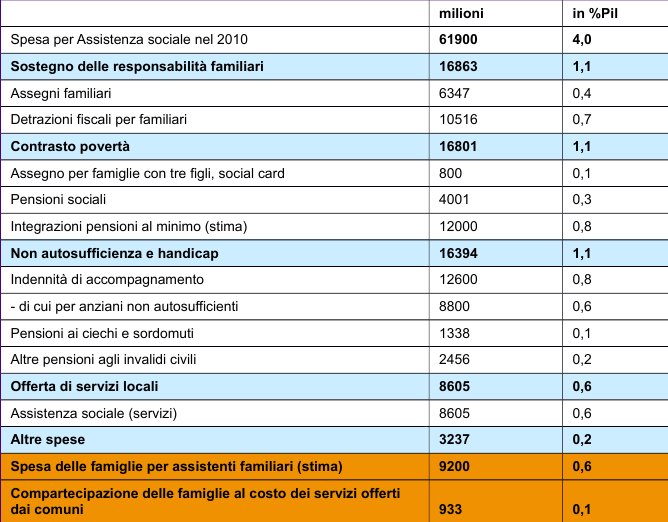 milioni in %Pil
Spesa per Assistenza sociale nel 2010 61900 4,0
Sostegno delle responsabilità familiari 16863 1,1
Assegni familiari 6347 0,4
Detrazioni fiscali per familiari 10516 0,7
Contrasto povertà 16801 1,1
Assegno per famiglie con tre figli, social card 800 0,1
Pensioni sociali 4001 0,3
Integrazioni pensioni al minimo (stima) 12000 0,8
Non autosufficienza e handicap 16394 1,1
Indennità di accompagnamento 12600 0,8
- di cui per anziani non autosufficienti 8800 0,6
Pensioni ai ciechi e sordomuti 1338 0,1
Altre pensioni agli invalidi civili 2456 0,2
Offerta di servizi locali 8605 0,6
Assistenza sociale (servizi) 8605 0,6
Altre spese 3237 0,2
Spesa delle famiglie per assistenti familiari (stima) 9200 0,6
Compartecipazione delle famiglie al costo dei servizi offerti
dai comuni 933 0,1